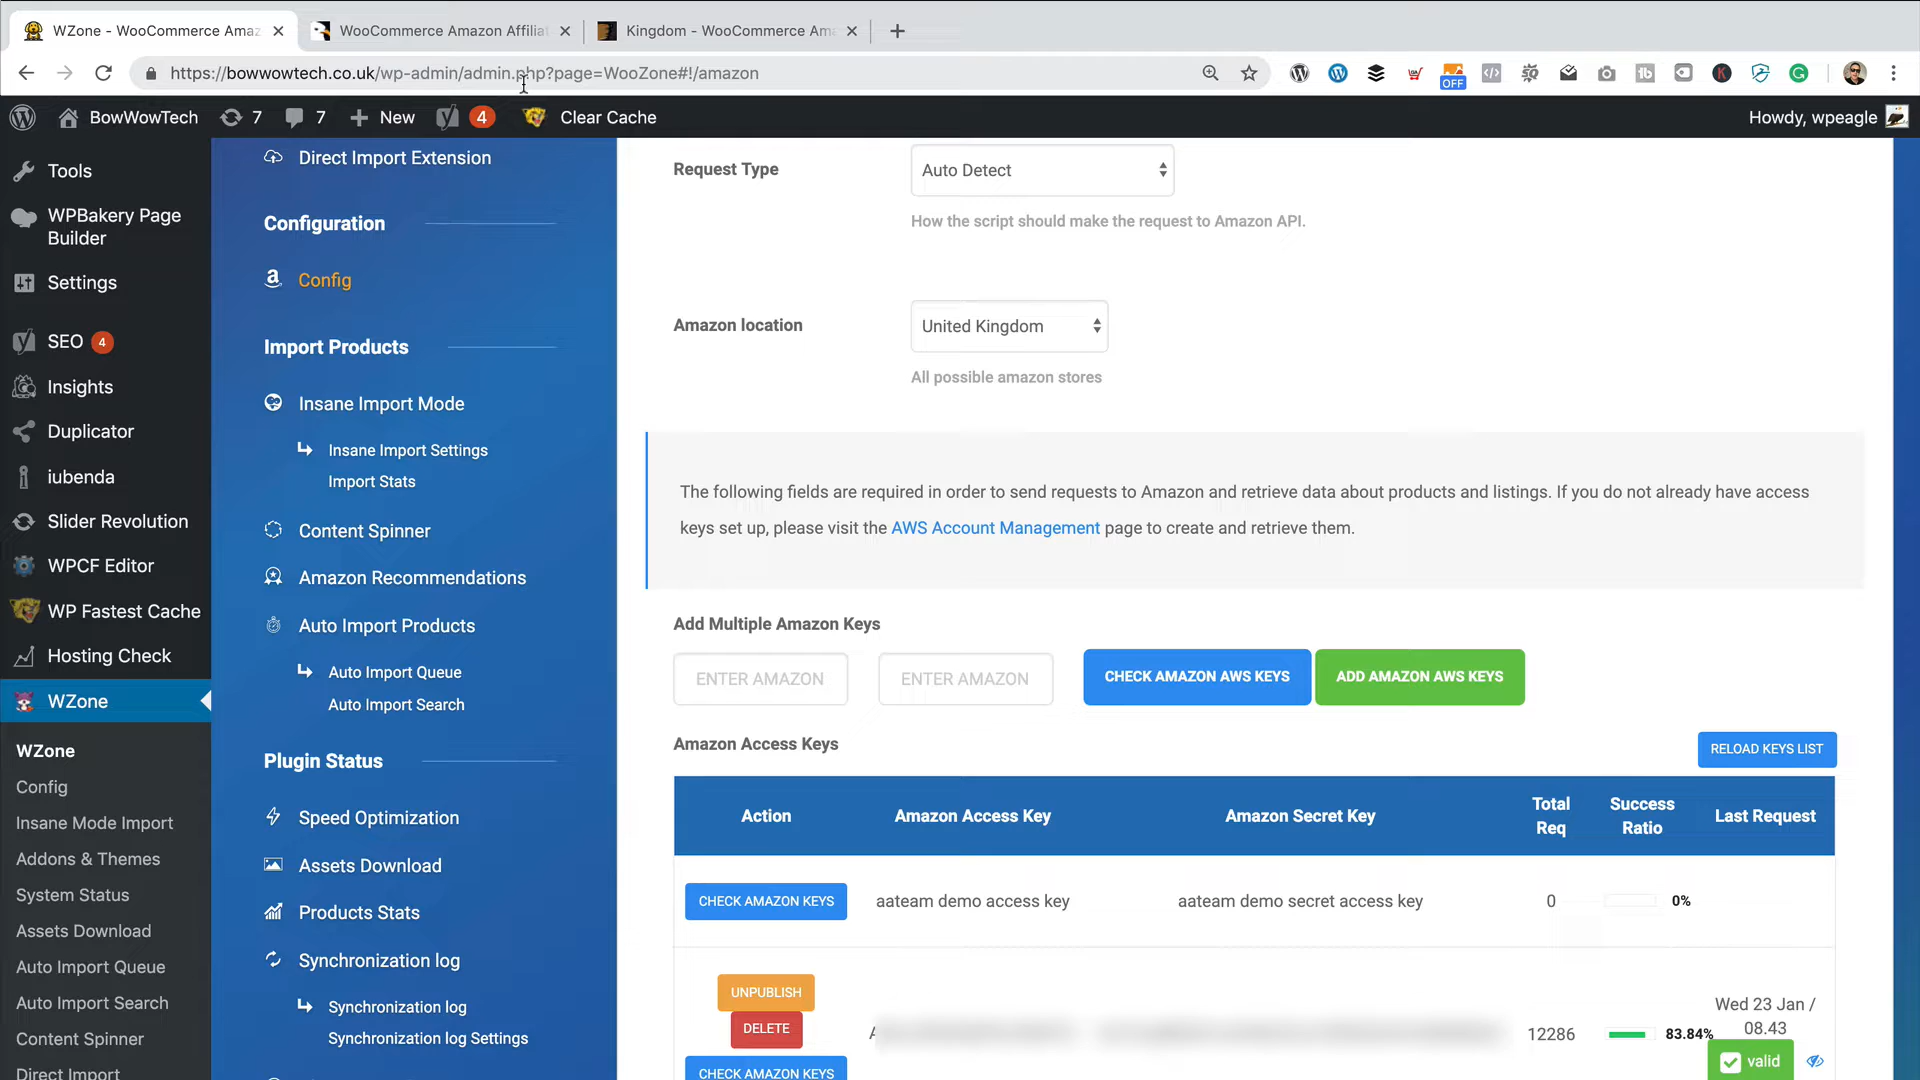 WZone - WooCommerce Amaz
WooCommerce Amazon Affiliat
Kingdom - WooCommerce Ama
https://bowwowtech.co.uk/wp-admin/admin.php?page=WooZone#!/amazon
OFF
BowWowTech
7
7
New
4
Clear Cache
Howdy, wpeagle
Tools
WPBakery Page
Builder
Settings
SEO 4
Insights
Duplicator
iubenda
Slider Revolution
WPCF Editor
WP Fastest Cache
Hosting Check
WZone
WZone
Config
Insane Mode Import
Addons & Themes
System Status
Assets Download
Auto Import Queue
Auto Import Search
Content Spinner
Direct Import
Direct Import Extension
Configuration
Config
Import Products
Insane Import Mode
Insane Import Settings
Import Stats
Content Spinner
Amazon Recommendations
Auto Import Products
Auto Import Queue
Auto Import Search
Plugin Status
Speed Optimization
Assets Download
Products Stats
Synchronization log
Synchronization log
Synchronization log Settings
Request Type
Auto Detect
How the script should make the request to Amazon API.
Amazon location
United Kingdom
All possible amazon stores
The following fields are required in order to send requests to Amazon and retrieve data about products and listings. If you do not already have access
keys set up, please visit the AWS Account Management page to create and retrieve them.
Add Multiple Amazon Keys
ENTER AMAZON
ENTER AMAZON
CHECK AMAZON AWS KEYS
ADD AMAZON AWS KEYS
Amazon Access Keys
RELOAD KEYS LIST
Action
Amazon Access Key
Amazon Secret Key
Total
Req
Success
Ratio
Last Request
CHECK AMAZON KEYS
aateam demo access key
aateam demo secret access key
0
0%
UNPUBLISH
DELETE
CHECK AMAZON KEYS
12286
83.84%
Wed 23 Jan /
08.43
valid